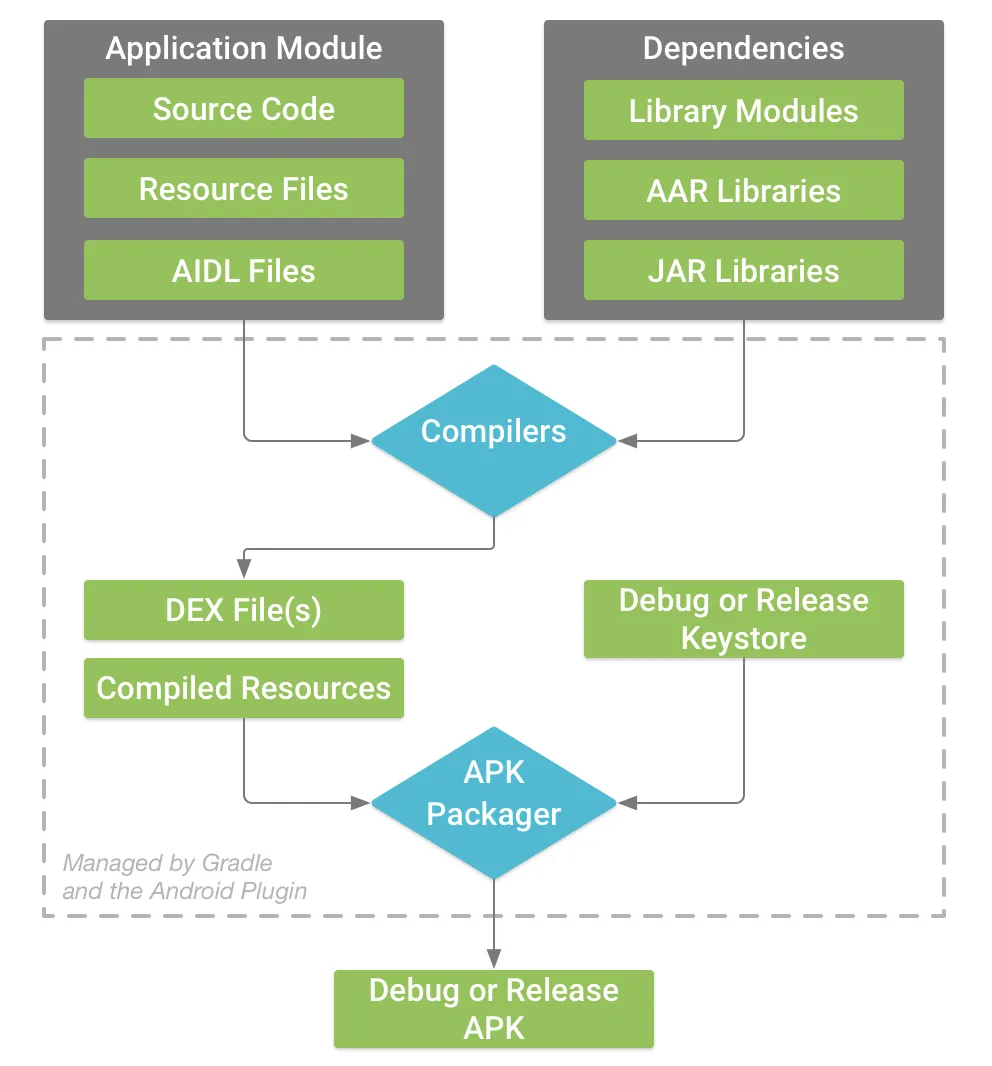 Application Module
Source Code
Resource Files
AIDL Files
Dependencies
Library Modules
AAR Libraries
JAR Libraries
Compilers
DEX File(s)
Compiled Resources
Debug or Release
Keystore
APK
Packager
Managed by Gradle
and the Android Plugin
Debug or Release
APK